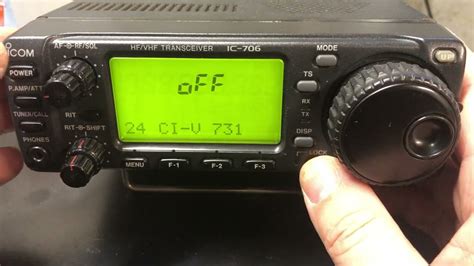 ICOM
AF-⊙-RF/SQL
HF/VHF TRANSCEIVER IC-706
POWER
P.AMP/ATT
TUNER/CALL
PHONES
RIT
RIT-⊙-SHIFT
oFF
24 CI-V 731
MENU
F-1
F-2
F-3
MODE
TS
RX
TX
DISP
LOCK